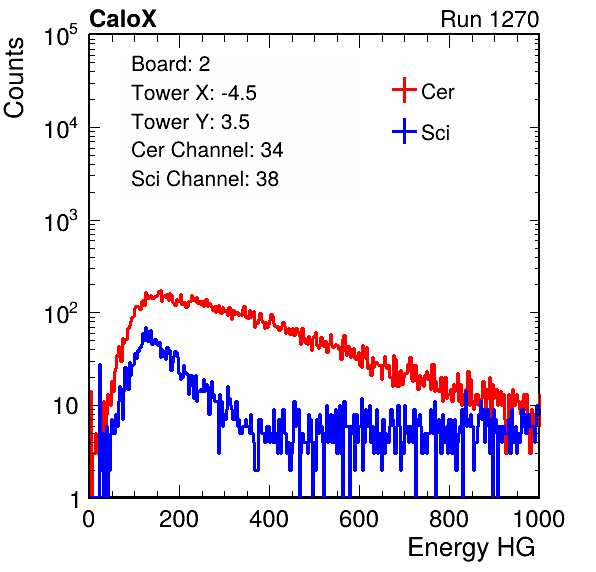 CaloX Run 1270
Counts
10^5
10^4
10^3
10^2
10
1
Board: 2
Tower X: -4.5
Tower Y: 3.5
Cer Channel: 34
Sci Channel: 38
Cer
Sci
0 200 400 600 800 1000
Energy HG